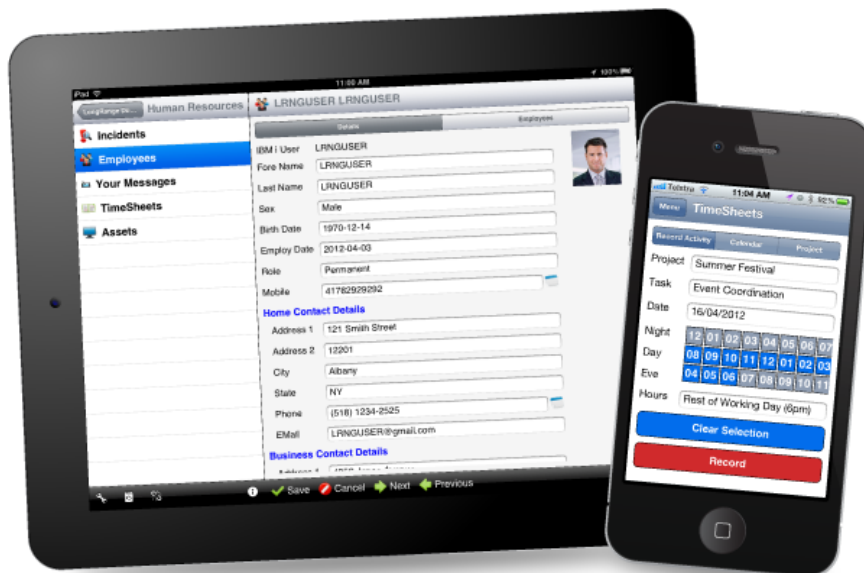 iPad 11:00 AM 100%
Human Resources
LRNGUSER LRNGUSER
Incidents
Employees
Your Messages
TimeSheets
Assets
Details Employees
IBM i User LRNGUSER
Fore Name LRNGUSER
Last Name LRNGUSER
Sex Male
Birth Date 1970-12-14
Employ Date 2012-04-03
Role Permanent
Mobile 41782929292
Home Contact Details
Address 1 121 Smith Street
Address 2 12201
City Albany
State NY
Phone (518) 1234-2525
EMail LRNGUSER@gmail.com
Business Contact Details
Save Cancel Next Previous
Telstra 11:04 AM 92%
Menu TimeSheets
Record Activity Calendar Project
Project Summer Festival
Task Event Coordination
Date 16/04/2012
Night 12 01 02 03 04 05 06 07
Day 08 09 10 11 12 01 02 03
Eve 04 05 06 07 08 09 10 11
Hours Rest of Working Day (6pm)
Clear Selection
Record